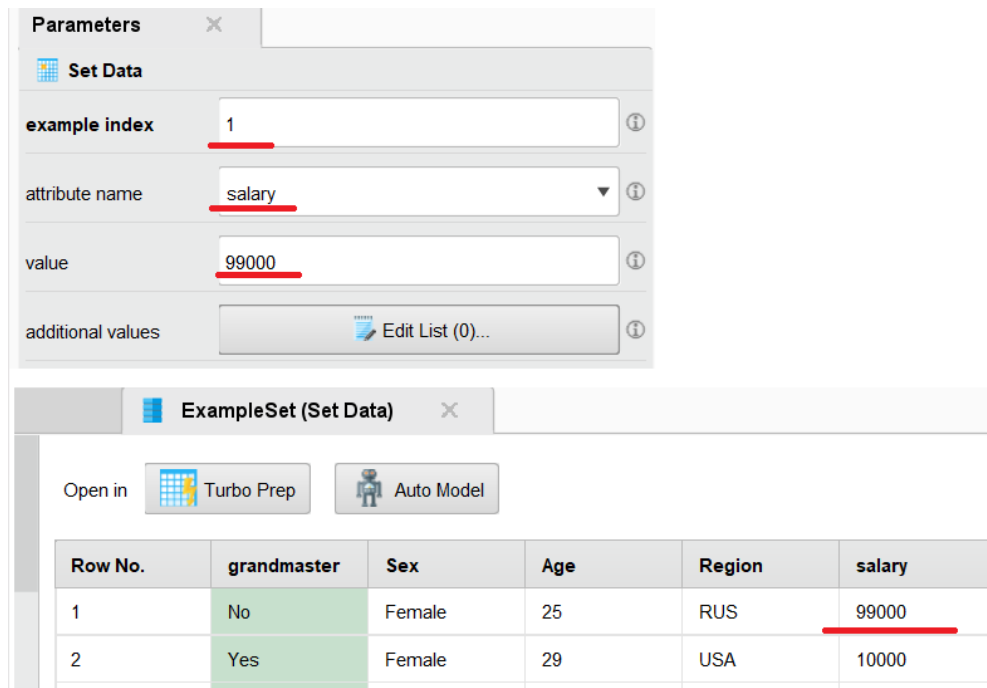 Parameters
Set Data
example index 1
attribute name salary
value 99000
additional values Edit List (0)...
ExampleSet (Set Data)
Open in Turbo Prep Auto Model
Row No. grandmaster Sex Age Region salary
1 No Female 25 RUS 99000
2 Yes Female 29 USA 10000